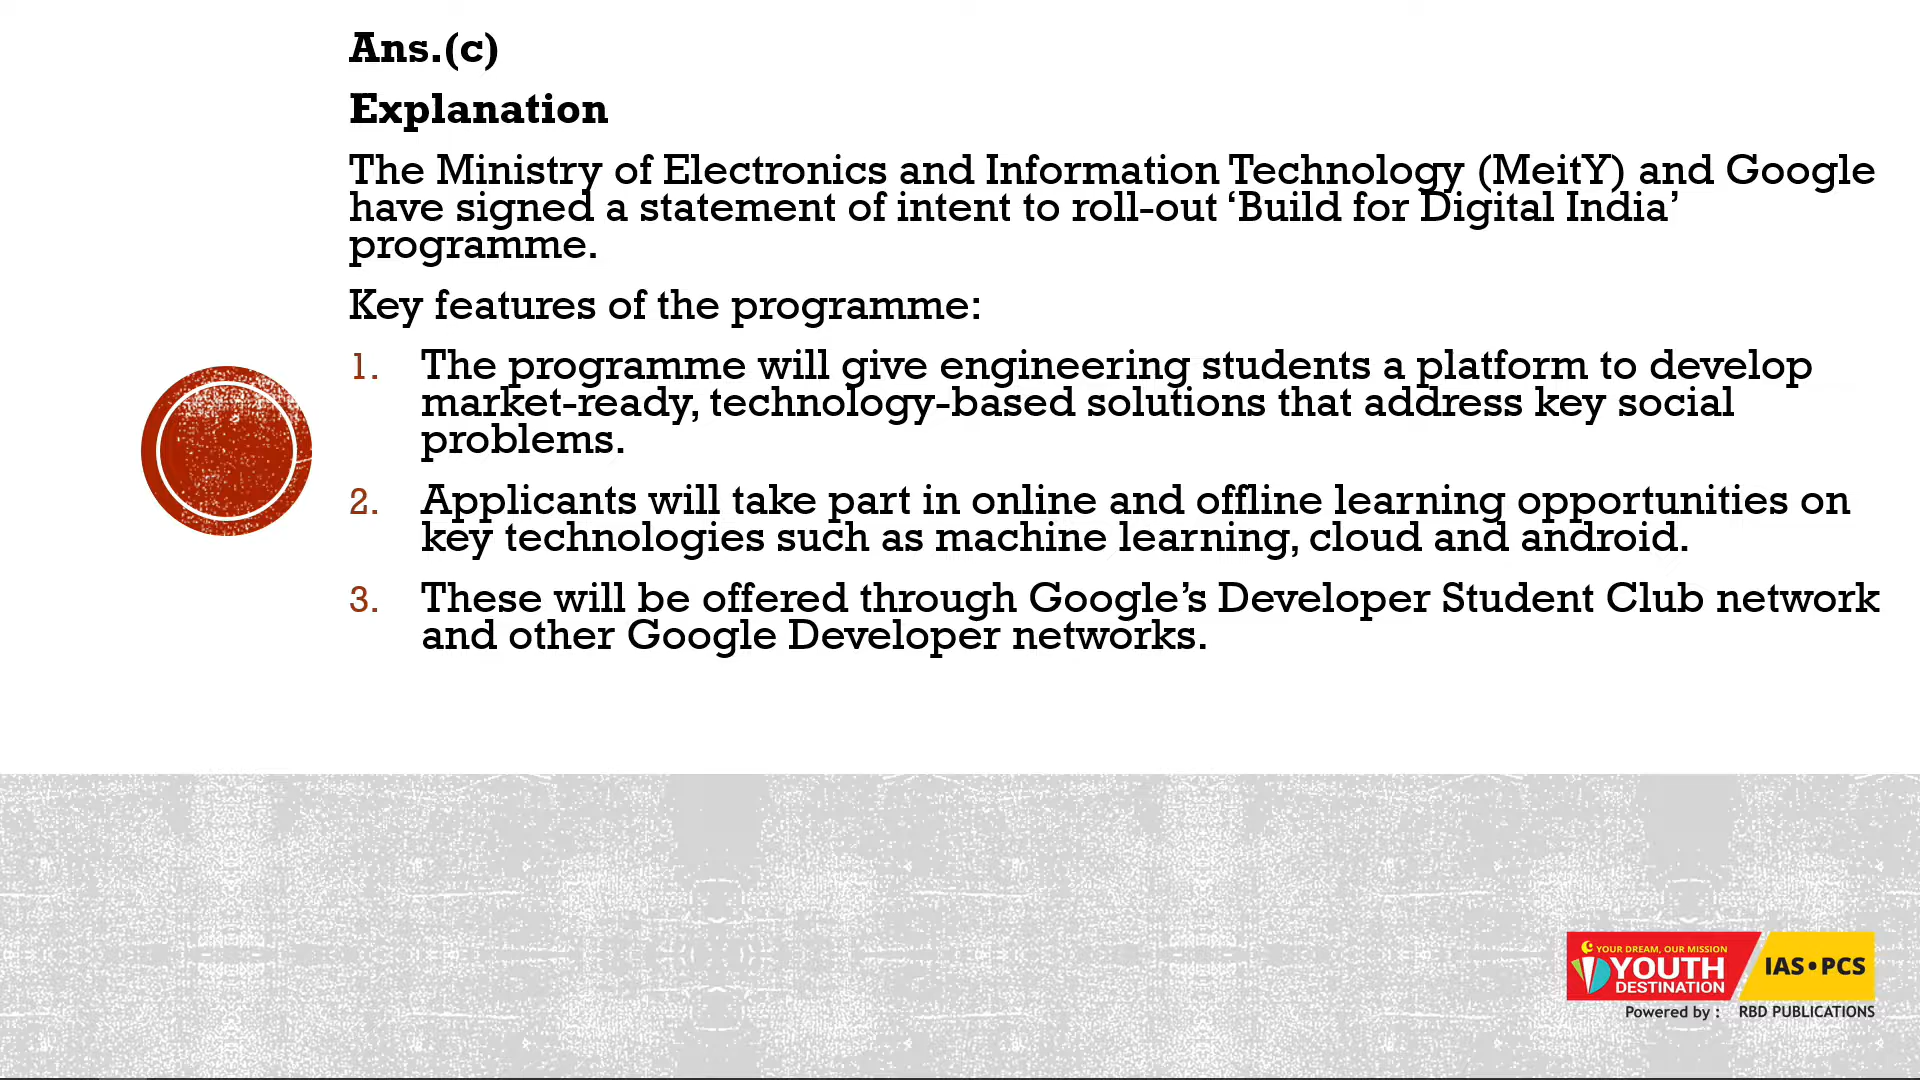 Ans.(c)
Explanation
The Ministry of Electronics and Information Technology (MeitY) and Google
have signed a statement of intent to roll-out ‘Build for Digital India’
programme.
Key features of the programme:
1. The programme will give engineering students a platform to develop
market-ready, technology-based solutions that address key social
problems.
2. Applicants will take part in online and offline learning opportunities on
key technologies such as machine learning, cloud and android.
3. These will be offered through Google’s Developer Student Club network
and other Google Developer networks.
YOUR DREAM, OUR MISSION
YOUTH
DESTINATION
IAS•PCS
Powered by : RBD PUBLICATIONS